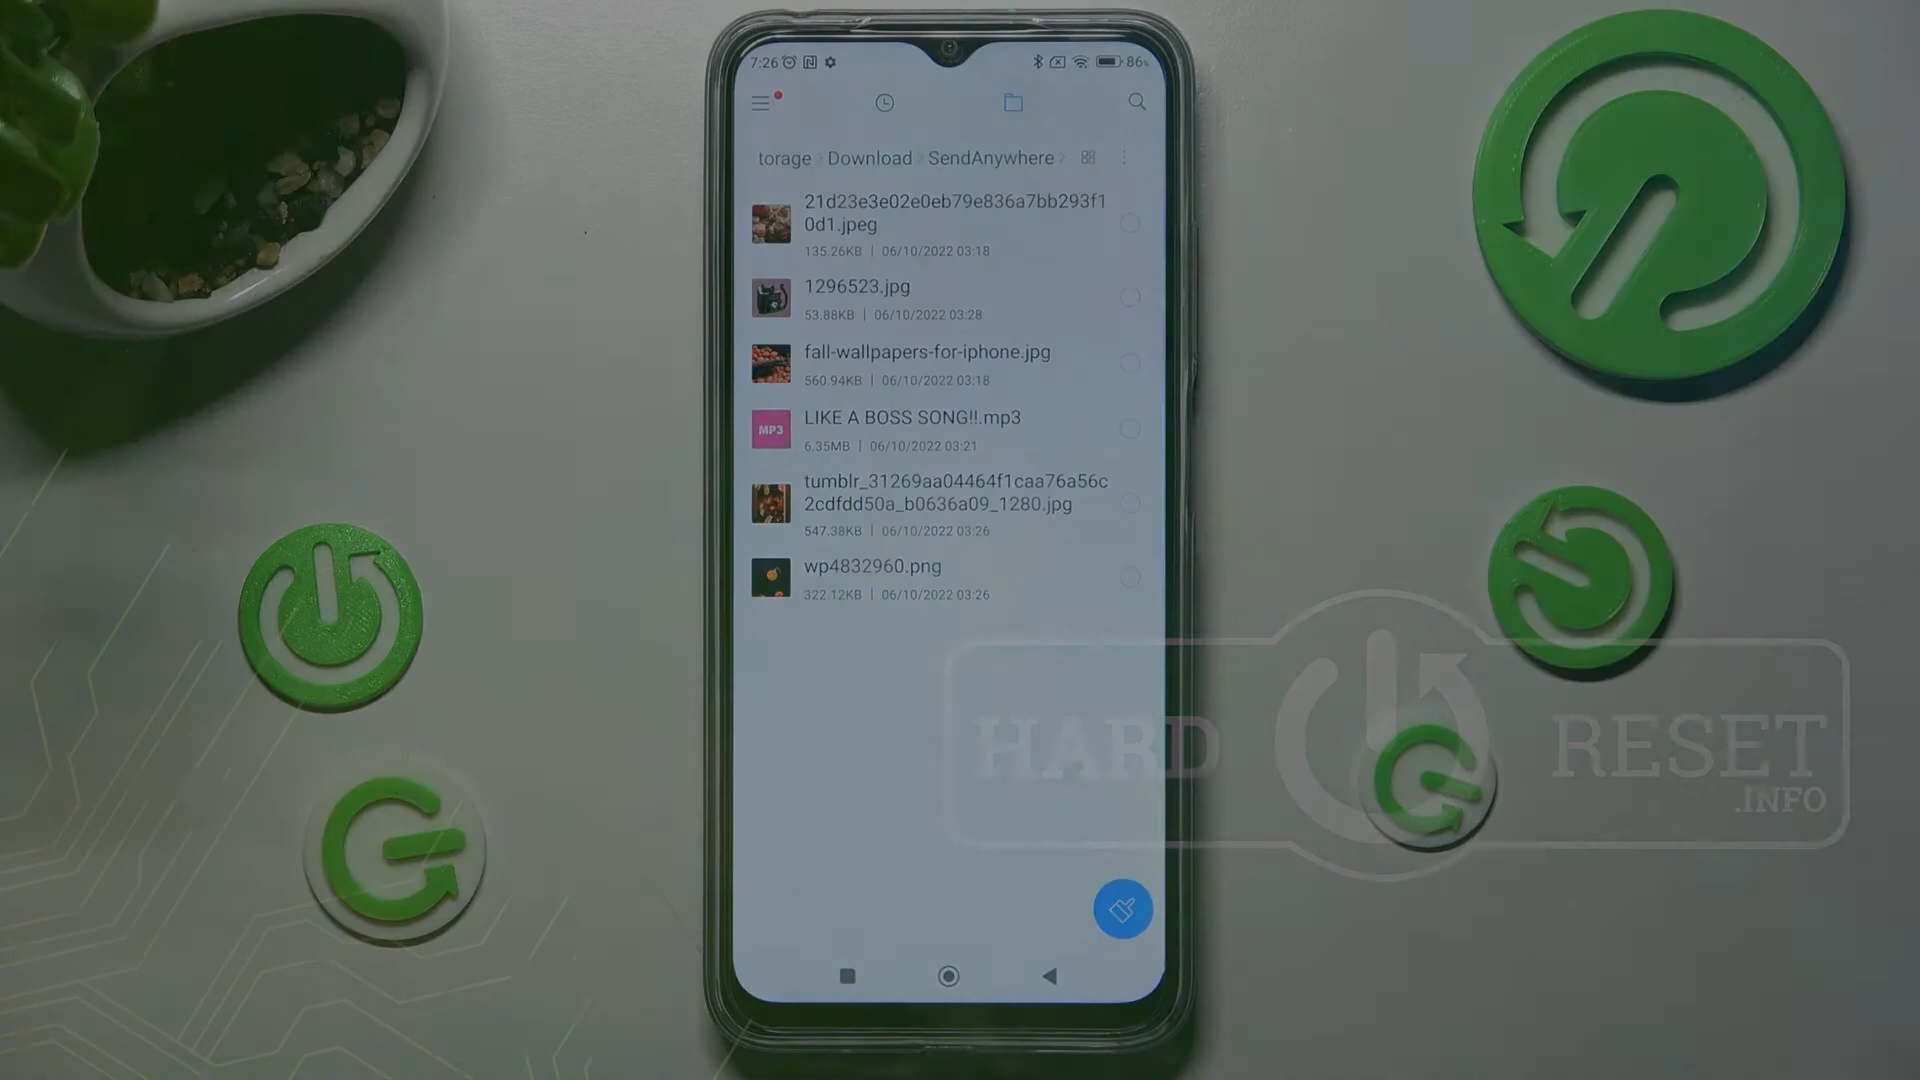 7:26 86%
torage Download SendAnywhere
21d23e3e02e0eb79e836a7bb293f1
0d1.jpeg
135.26KB | 06/10/2022 03:18
1296523.jpg
53.88KB | 06/10/2022 03:28
fall-wallpapers-for-iphone.jpg
560.94KB | 06/10/2022 03:18
MP3
LIKE A BOSS SONG!!.mp3
6.35MB | 06/10/2022 03:21
tumblr_31269aa04464f1caa76a56c
2cdfdd50a_b0636a09_1280.jpg
547.38KB | 06/10/2022 03:26
wp4832960.png
322.12KB | 06/10/2022 03:26
HARD RESET
.INFO